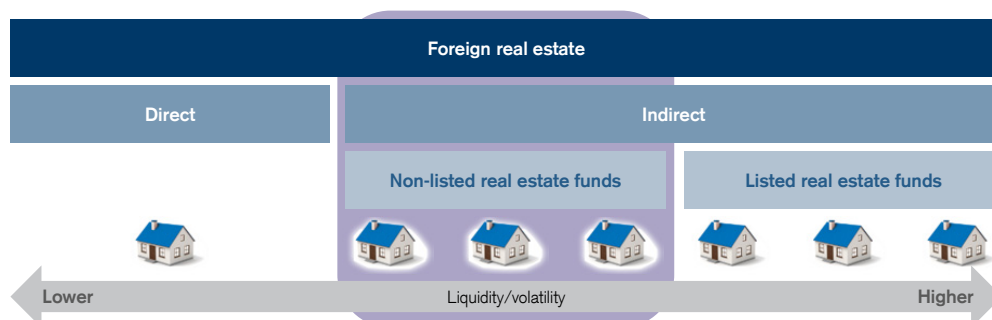 Foreign real estate
Direct
Indirect
Non-listed real estate funds
Listed real estate funds
Lower
Liquidity/volatility
Higher